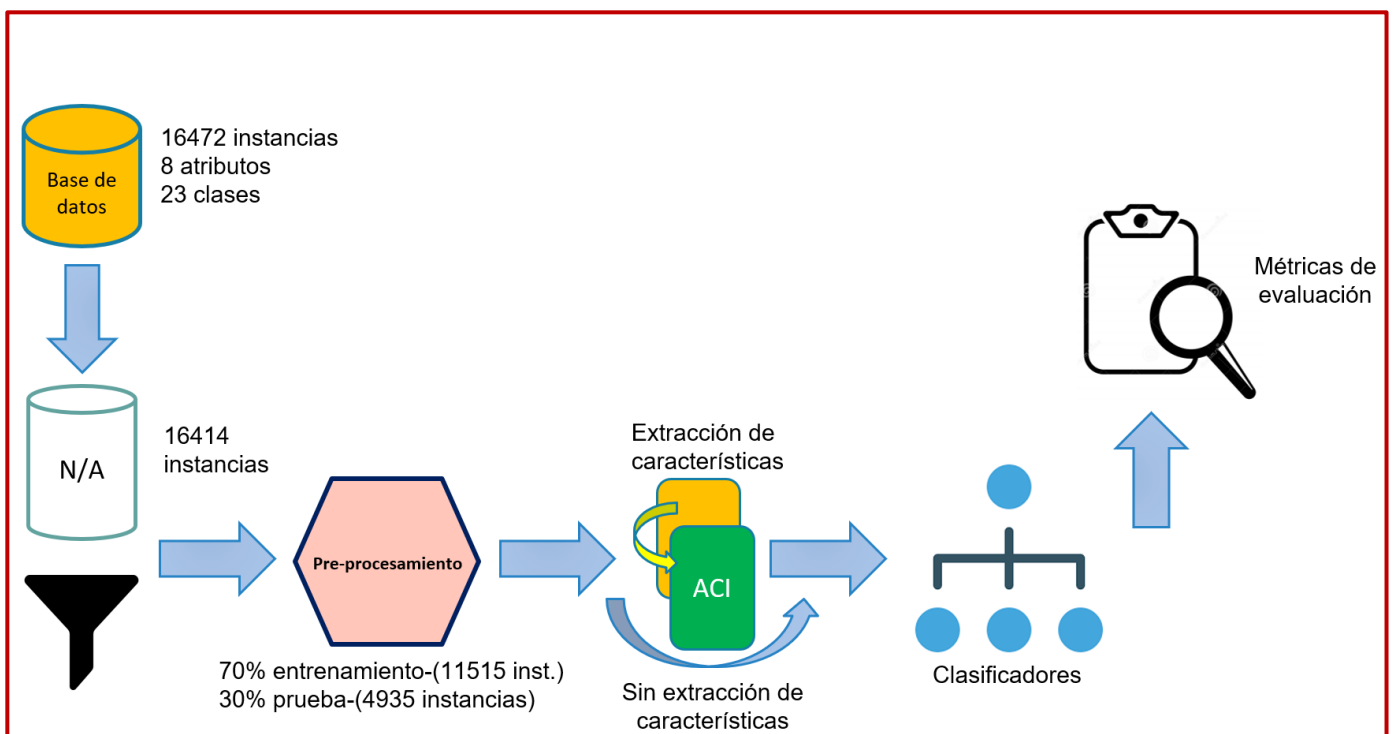 Base de
datos
16472 instancias
8 atributos
23 clases
N/A
16414
instancias
Pre-procesamiento
70% entrenamiento-(11515 inst.)
30% prueba-(4935 instancias)
Extracción de
características
ACI
Sin extracción de
características
Clasificadores
Métricas de
evaluación